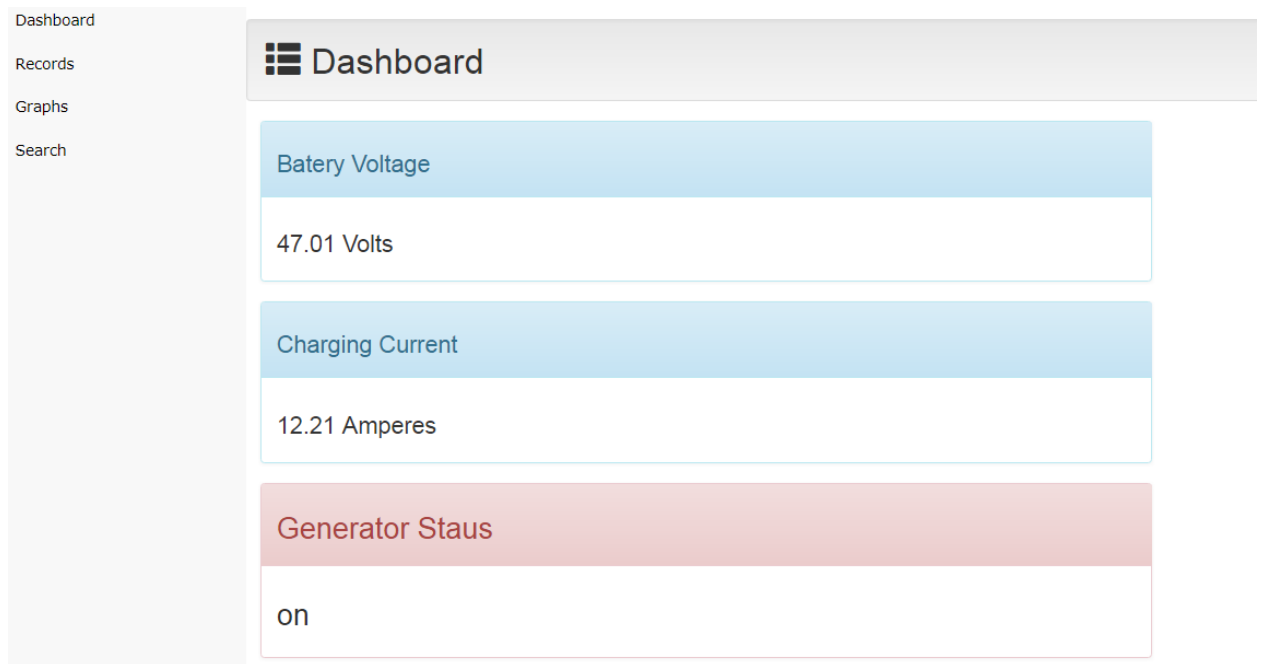 Dashboard
Records
Graphs
Search
Dashboard
Batery Voltage
47.01 Volts
Charging Current
12.21 Amperes
Generator Staus
on